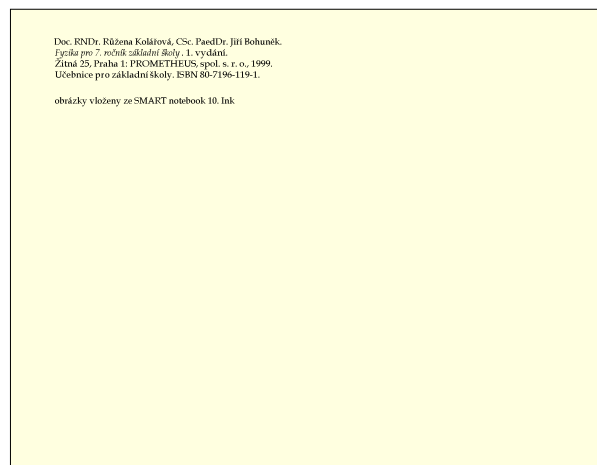 Doc. RNDr. Růžena Kolářová, CSc. PaedDr. Jiří Bohuněk.
Fyzika pro 7. ročník základní školy . 1. vydání.
Žitná 25, Praha 1: PROMETHEUS, spol. s. r. o., 1999.
Učebnice pro základní školy. ISBN 80-7196-119-1.
obrázky vloženy ze SMART notebook 10. Ink